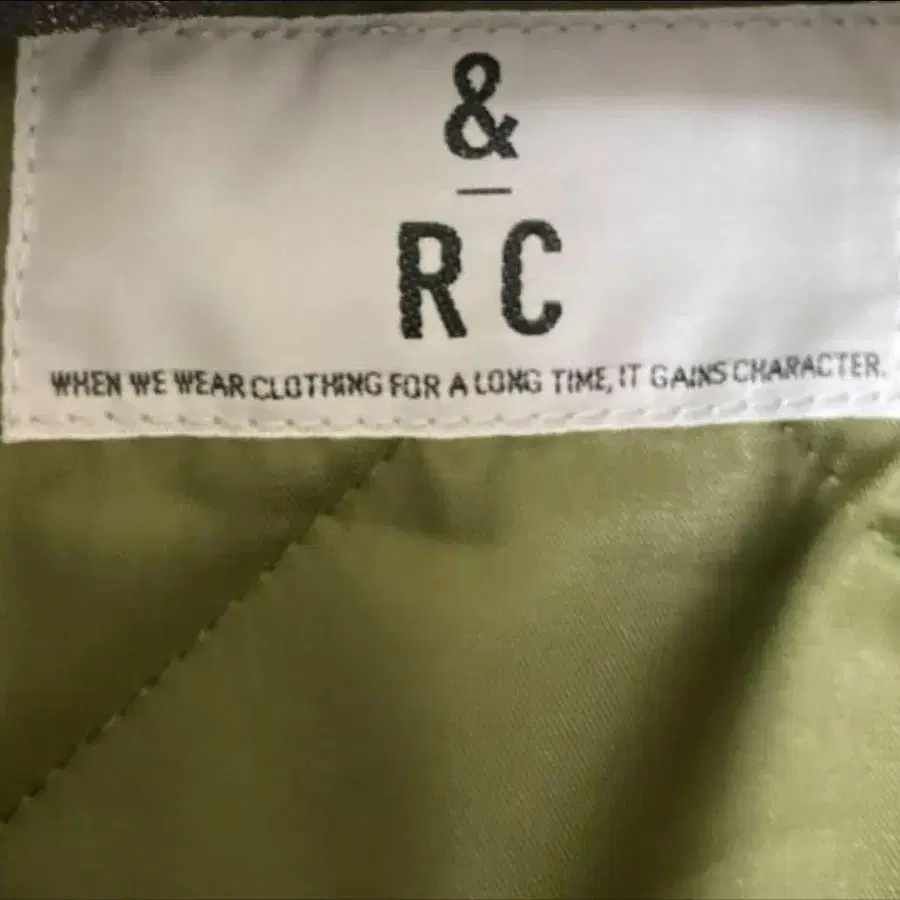 &
RC
WHEN WE WEAR CLOTHING FOR A LONG TIME, IT GAINS CHARACTER.